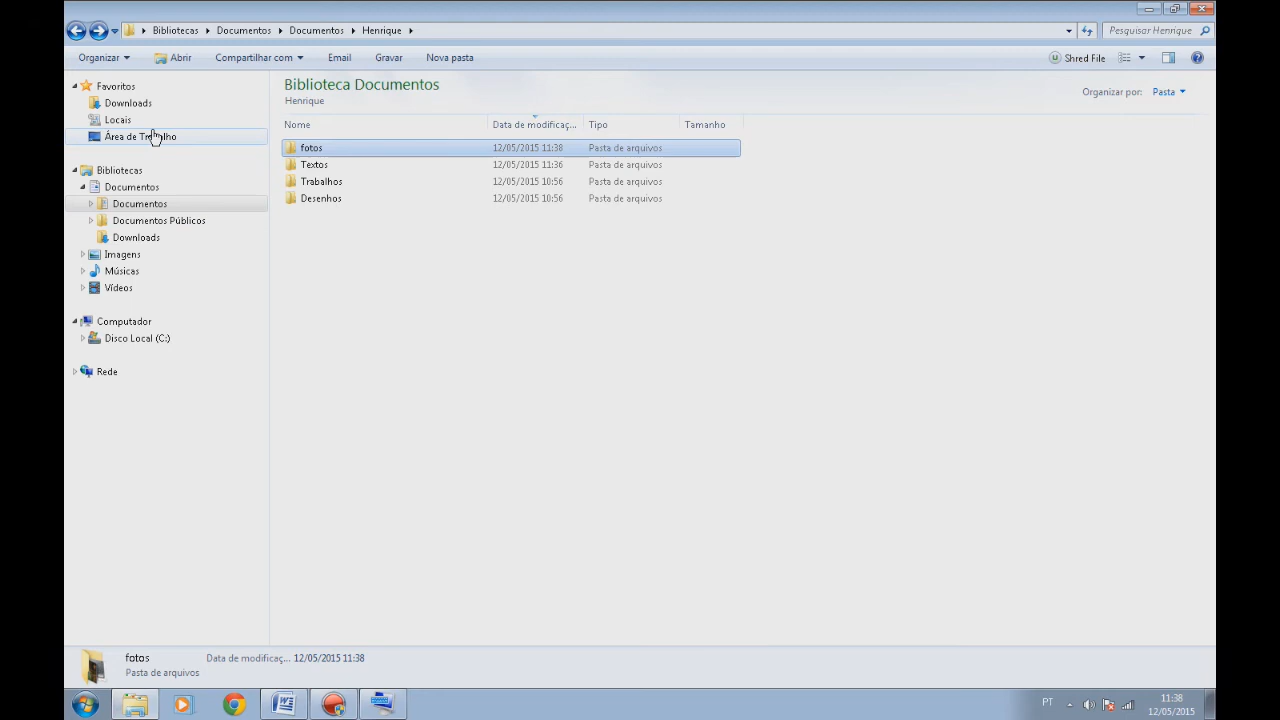 Bibliotecas Documentos Documentos Henrique
Pesquisar Henrique
Organizar Abrir Compartilhar com Email Gravar Nova pasta
Shred File
Favoritos
Downloads
Locais
Área de Trabalho
Bibliotecas
Documentos
Documentos
Documentos Públicos
Downloads
Imagens
Músicas
Vídeos
Computador
Disco Local (C:)
Rede
Biblioteca Documentos
Henrique
Organizar por: Pasta
Nome Data de modificaç... Tipo Tamanho
fotos 12/05/2015 11:38 Pasta de arquivos
Textos 12/05/2015 11:36 Pasta de arquivos
Trabalhos 12/05/2015 10:56 Pasta de arquivos
Desenhos 12/05/2015 10:56 Pasta de arquivos
fotos Data de modificaç... 12/05/2015 11:38
Pasta de arquivos
PT
11:38
12/05/2015